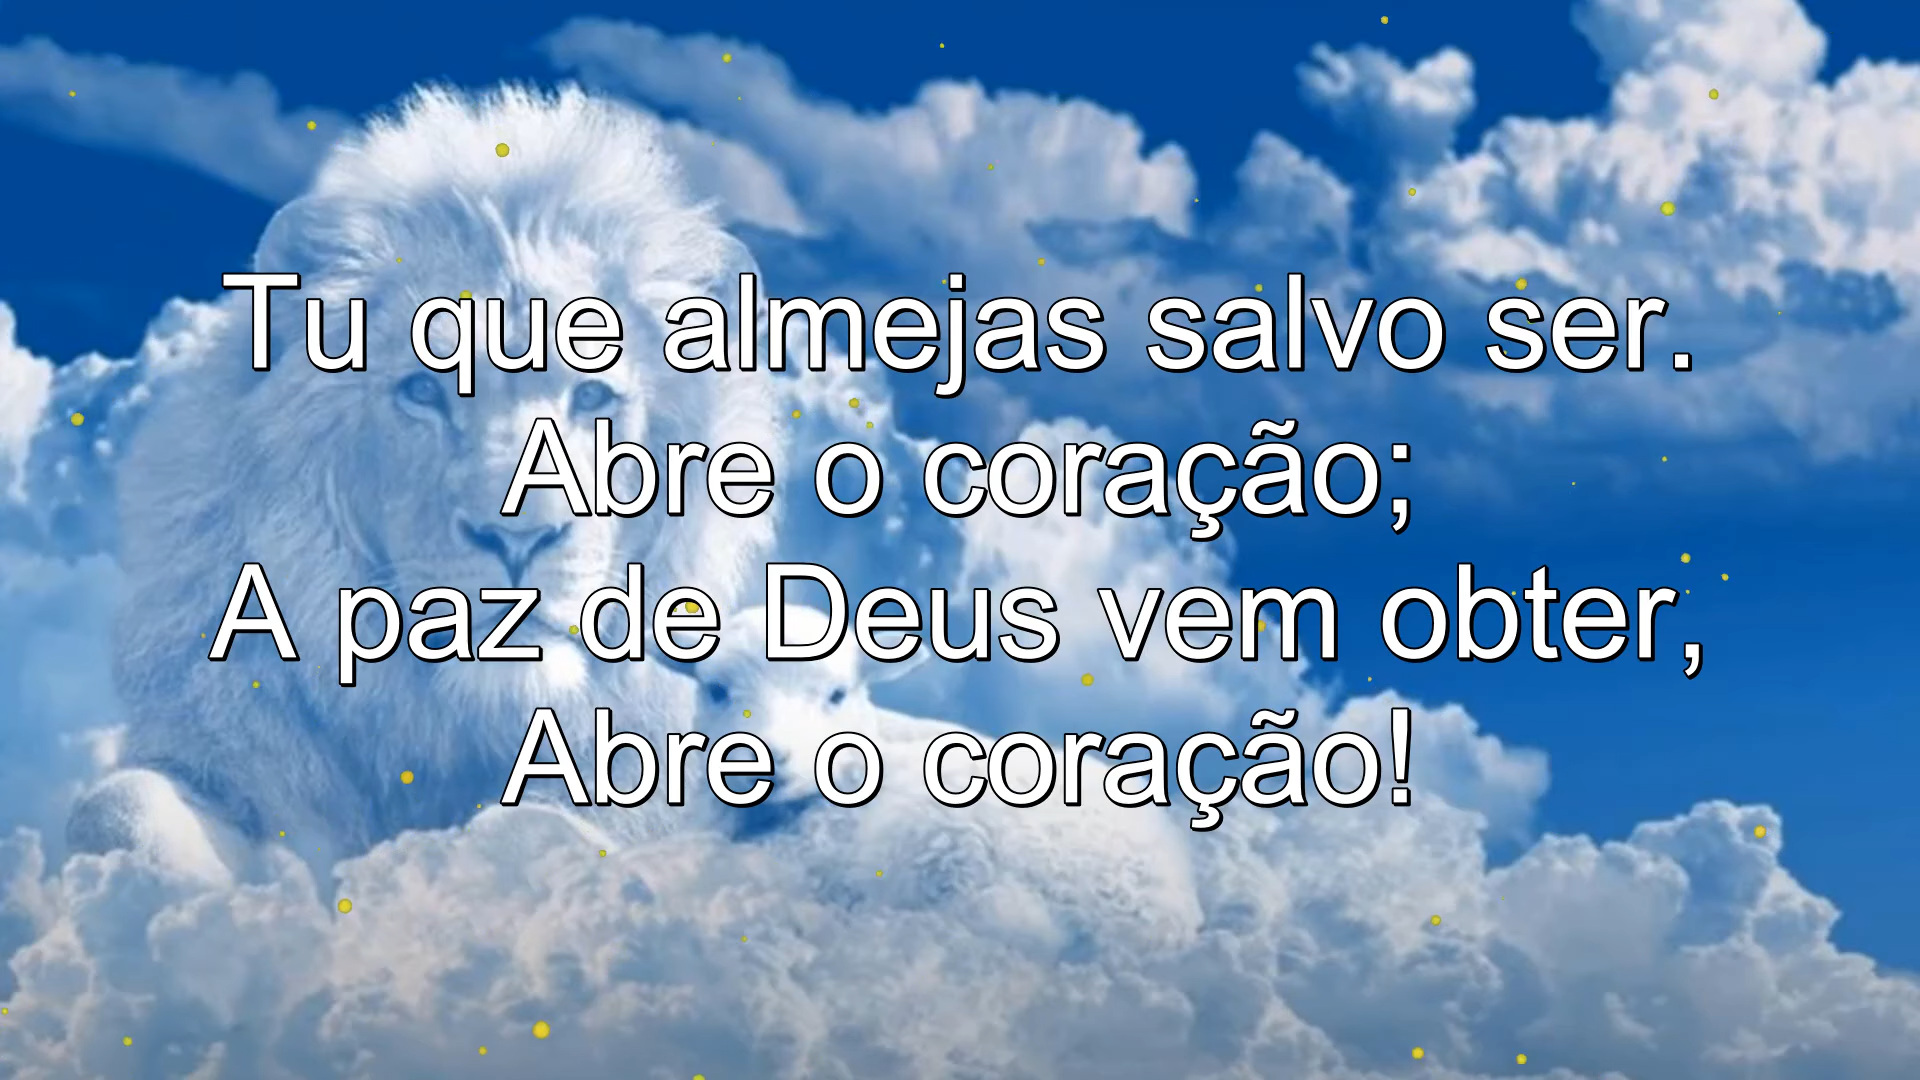 Tu que almejas salvo ser.
Abre o coração;
A paz de Deus vem obter,
Abre o coração!